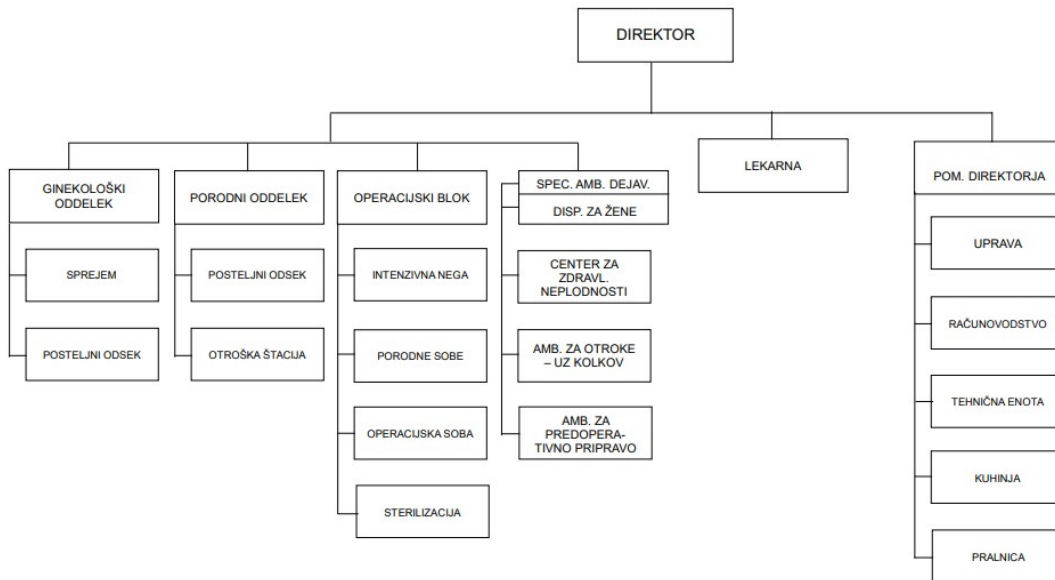 DIREKTOR
LEKARNA
POM. DIREKTORJA
GINEKOLOŠKI
ODDELEK
PORODNI ODDELEK
OPERACIJSKI BLOK
SPEC. AMB. DEJAV.
DISP. ZA ŽENE
SPREJEM
POSTELJNI ODSEK
POSTELJNI ODSEK
OTROŠKA ŠTACIJA
INTENZIVNA NEGA
PORODNE SOBE
OPERACIJSKA SOBA
STERILIZACIJA
CENTER ZA
ZDRAVL.
NEPLODNOSTI
AMB. ZA OTROKE
– UZ KOLKOV
AMB. ZA
PREDOPERA-
TIVNO PRIPRAVO
UPRAVA
RAČUNOVODSTVO
TEHNIČNA ENOTA
KUHINJA
PRALNICA